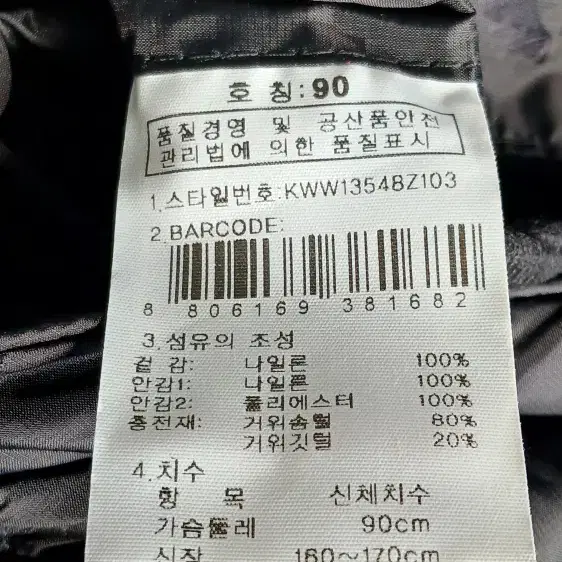 호 칭:90
품질경영 및 공산품안전
관리법에 의한 품질표시
1.스타일번호:KWW13548Z103
2.BARCODE:
8 806169 381682
3.섬유의 조성
겉 감: 나일론 100%
안감1: 나일론 100%
안감2: 폴리에스터 100%
충전재: 거위솜털 80%
거위깃털 20%
4.치수
항 목 신체치수
가슴둘레 90cm
신장 160~170cm